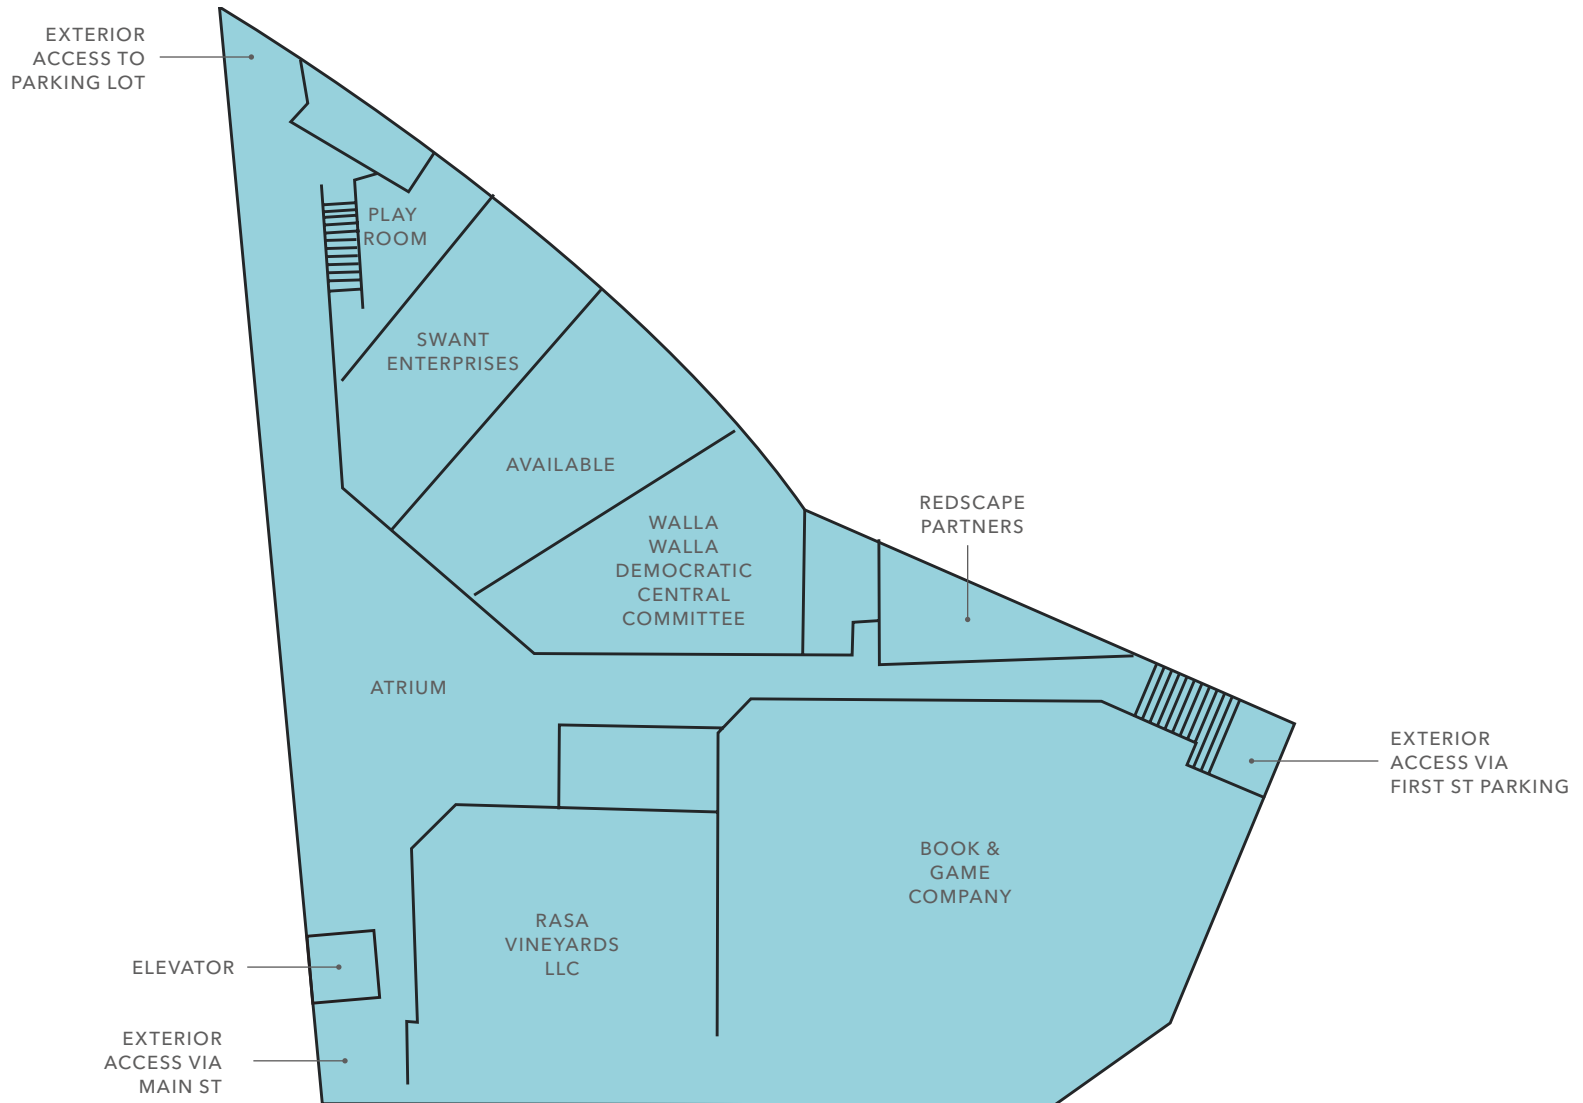 EXTERIOR
ACCESS TO
PARKING LOT
PLAY
ROOM
SWANT
ENTERPRISES
AVAILABLE
WALLA
WALLA
DEMOCRATIC
CENTRAL
COMMITTEE
REDSCAPE
PARTNERS
ATRIUM
EXTERIOR
ACCESS VIA
FIRST ST PARKING
BOOK &
GAME
COMPANY
RASA
VINEYARDS
LLC
ELEVATOR
EXTERIOR
ACCESS VIA
MAIN ST